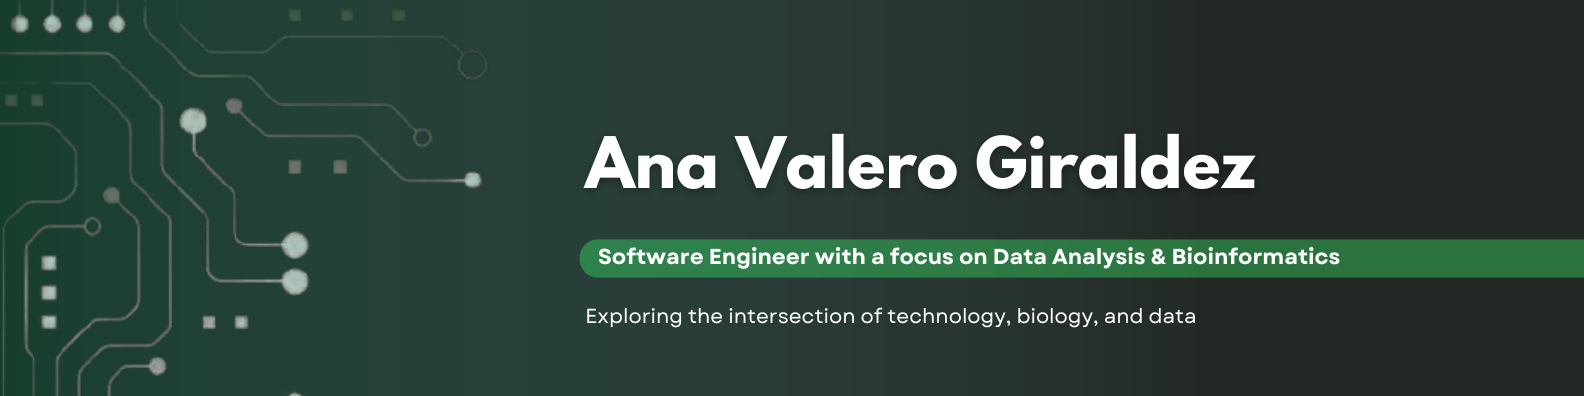 Ana Valero Giraldez
Software Engineer with a focus on Data Analysis & Bioinformatics
Exploring the intersection of technology, biology, and data